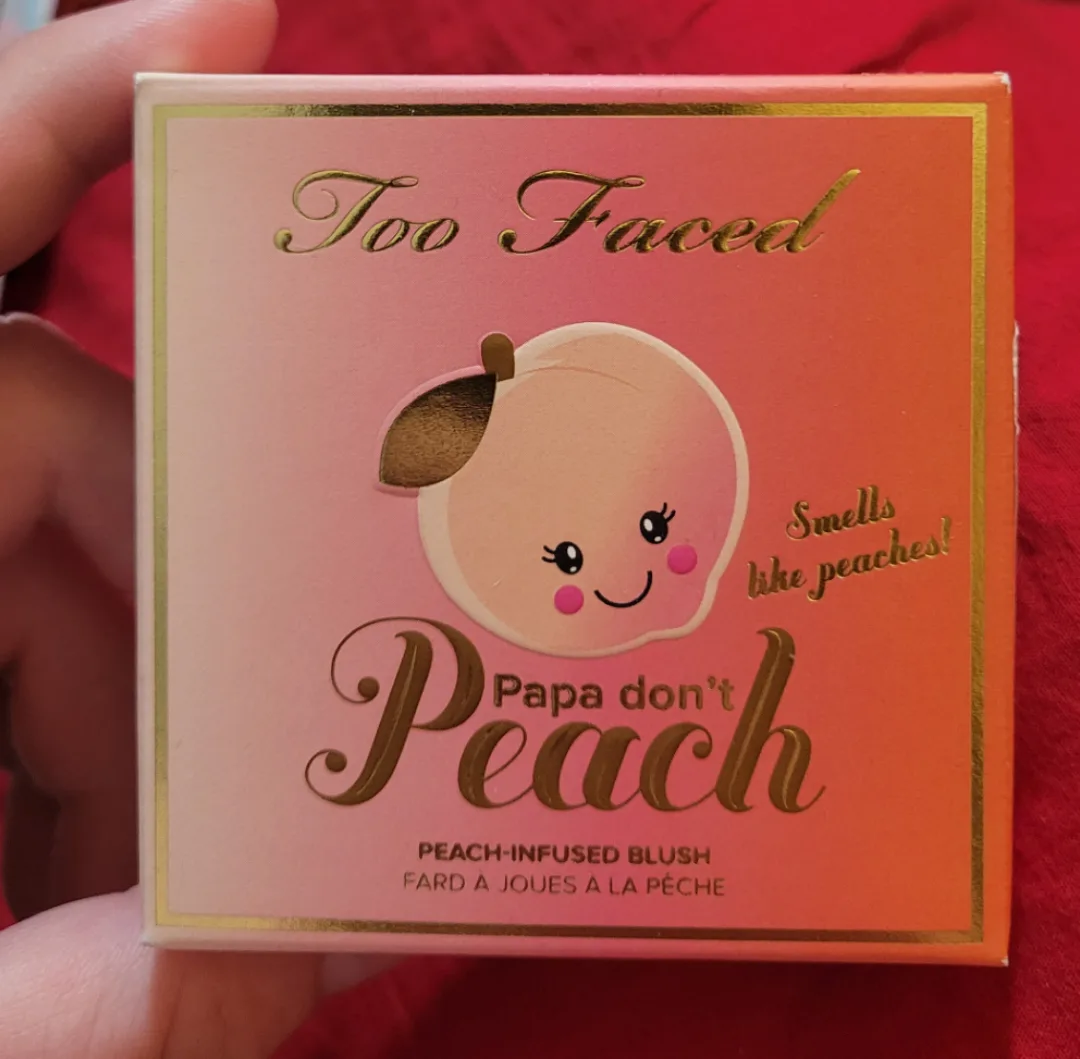 Too Faced
Smells
like peaches!
Papa don't
Peach
PEACH-INFUSED BLUSH
FARD À JOUES À LA PÊCHE